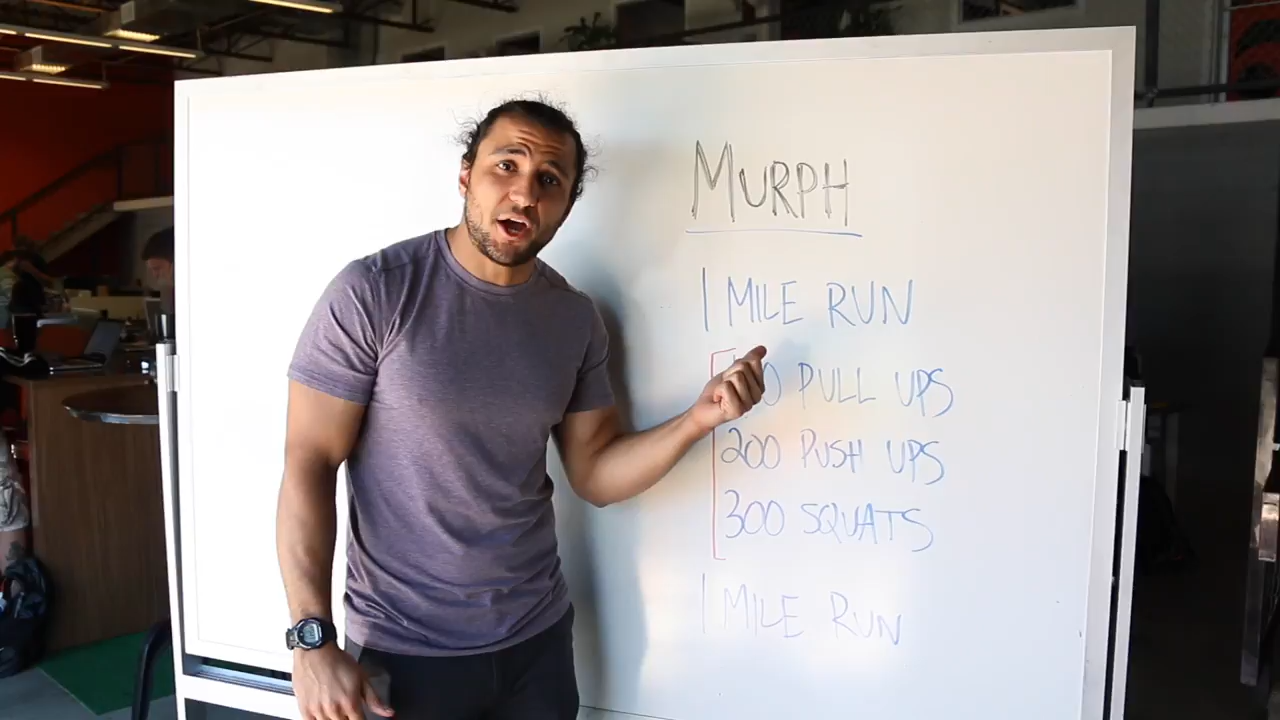 MURPH
1 MILE RUN
PULL UPS
200 PUSH UPS
300 SQUATS
1 MILE RUN